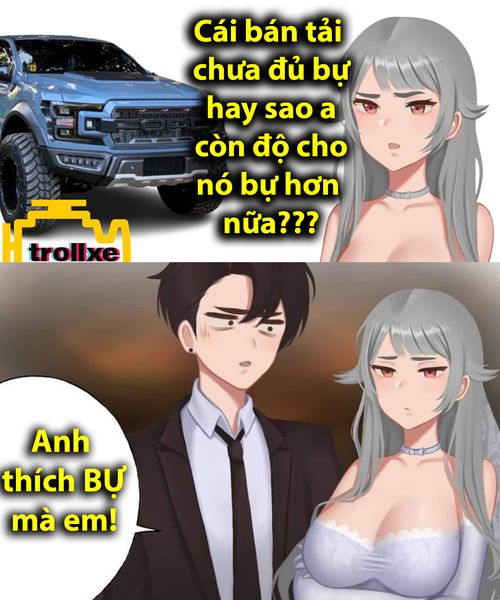 Cái bán tải
chưa đủ bự
hay sao a
còn độ cho
nó bự hơn
nữa???
trollxe
Anh
thích BỰ
mà em!